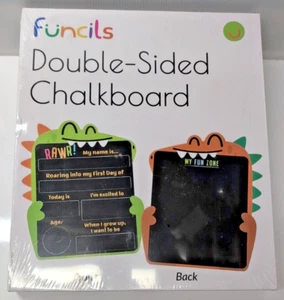 funcils
Double-Sided
Chalkboard
RAWR! My name is...
Roaring into my First Day of
Today is
I'm excited to
Age:
When I grow up,
I want to be
MY FUN ZONE
Back